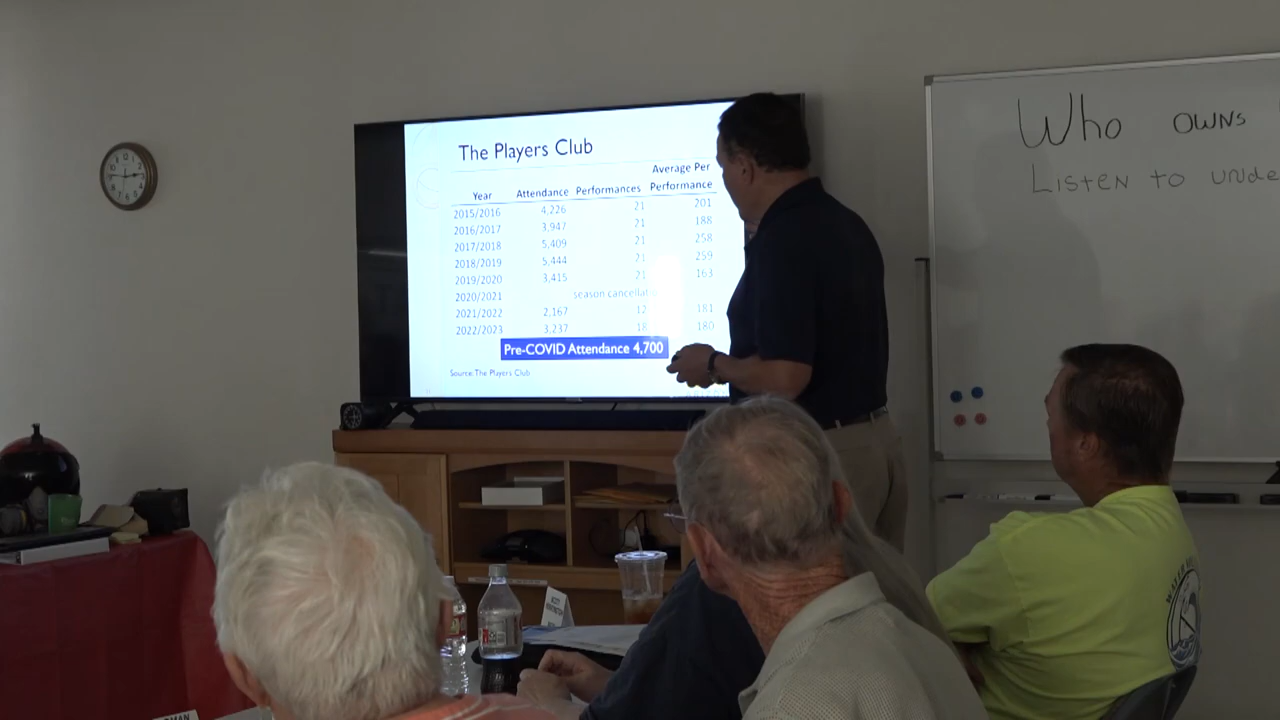 The Players Club
Average Per
Year Attendance Performances Performance
2015/2016 4,226 21 201
2016/2017 3,947 21 188
2017/2018 5,409 21 258
2018/2019 5,444 21 259
2019/2020 3,415 21 163
2020/2021 season cancellat
2021/2022 2,167 12 181
2022/2023 3,237 18 180
Pre-COVID Attendance 4,700
Source: The Players Club
Who owns
Listen to unde